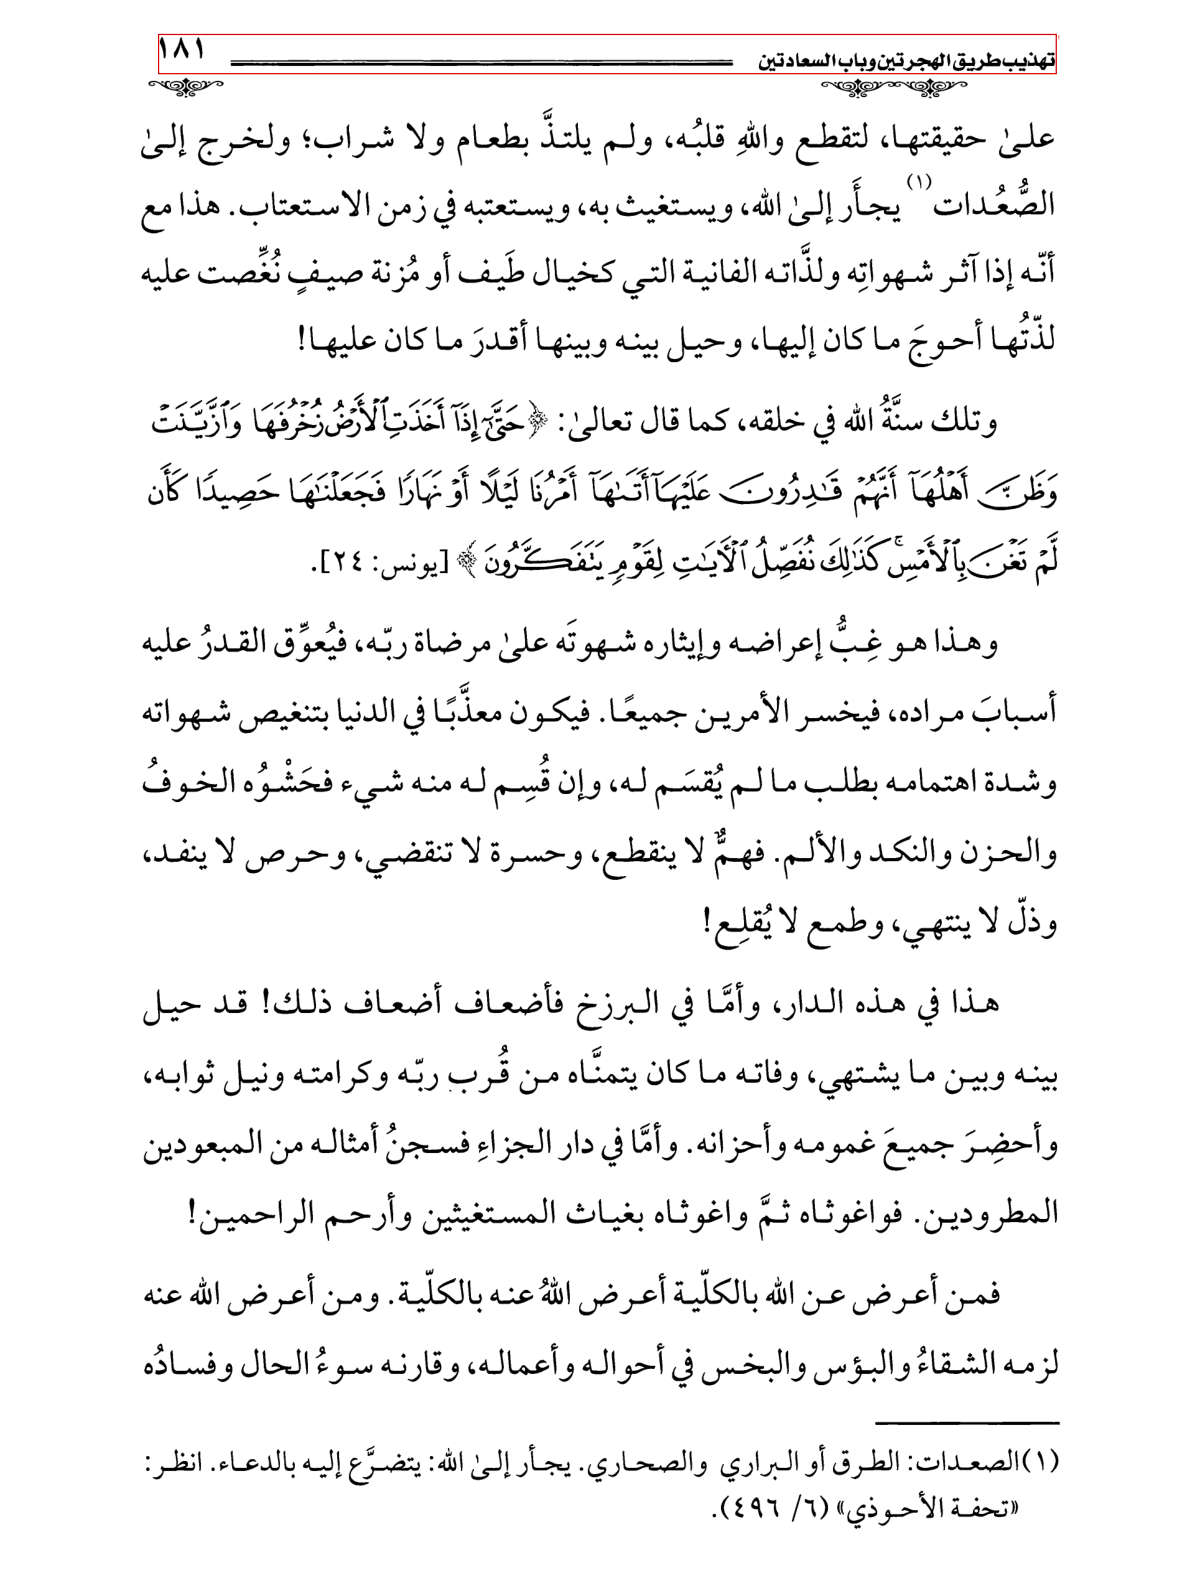 تهذيب طريق الهجرتين وباب السعادتين ١٨١
علىٰ حقيقتها، لتقطع واللهِ قلبُه، ولم يلتذَّ بطعام ولا شراب؛ ولخرج إلىٰ
الصُّعُدات(١) يجأَر إلىٰ الله، ويستغيث به، ويستعتبه في زمن الاستعتاب. هذا مع
أنّه إذا آثر شهواتِه ولذَّاته الفانية التي كخيال طَيف أو مُزنة صيفٍ نُغِّصت عليه
لذّتُها أحوجَ ما كان إليها، وحيل بينه وبينها أقدرَ ما كان عليها!
وتلك سنَّةُ الله في خلقه، كما قال تعالىٰ: ﴿حَتَّىٰٓ إِذَآ أَخَذَتِ ٱلْأَرْضُ زُخْرُفَهَا وَٱزَّيَّنَتْ
وَظَنَّ أَهْلُهَآ أَنَّهُمْ قَٰدِرُونَ عَلَيْهَآ أَتَىٰهَآ أَمْرُنَا لَيْلًا أَوْ نَهَارًا فَجَعَلْنَٰهَا حَصِيدًا كَأَن
لَّمْ تَغْنَ بِٱلْأَمْسِۚ كَذَٰلِكَ نُفَصِّلُ ٱلْأٓيَٰتِ لِقَوْمٍ يَتَفَكَّرُونَ﴾ [يونس: ٢٤].
وهذا هو غِبُّ إعراضه وإيثاره شهوتَه علىٰ مرضاة ربّه، فيُعوِّق القدرُ عليه
أسبابَ مراده، فيخسر الأمرين جميعًا. فيكون معذَّبًا في الدنيا بتنغيص شهواته
وشدة اهتمامه بطلب ما لم يُقسَم له، وإن قُسِم له منه شيء فحَشْوُه الخوفُ
والحزن والنكد والألم. فهمٌّ لا ينقطع، وحسرة لا تنقضي، وحرص لا ينفد،
وذلّ لا ينتهي، وطمع لا يُقلِع!
هذا في هذه الدار، وأمَّا في البرزخ فأضعاف أضعاف ذلك! قد حيل
بينه وبين ما يشتهي، وفاته ما كان يتمنَّاه من قُرب ربّه وكرامته ونيل ثوابه،
وأحضِرَ جميعَ غمومه وأحزانه. وأمَّا في دار الجزاءِ فسجنُ أمثاله من المبعودين
المطرودين. فواغوثاه ثمَّ واغوثاه بغياث المستغيثين وأرحم الراحمين!
فمن أعرض عن الله بالكلّية أعرض اللهُ عنه بالكلّية. ومن أعرض الله عنه
لزمه الشقاءُ والبؤس والبخس في أحواله وأعماله، وقارنه سوءُ الحال وفسادُه
(١) الصعدات: الطرق أو البراري والصحاري. يجأر إلىٰ الله: يتضرَّع إليه بالدعاء. انظر:
«تحفة الأحوذي» (٦/ ٤٩٦).